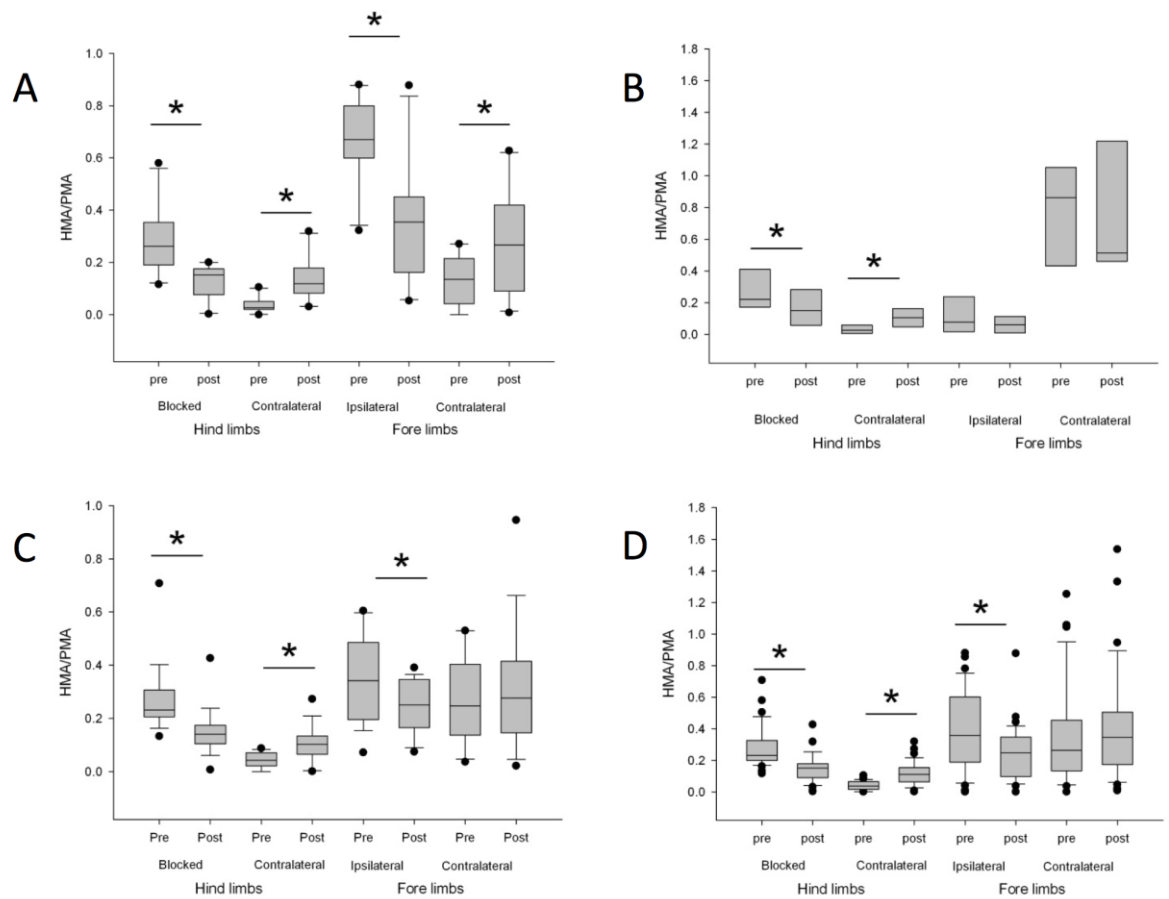 A
HMA/PMA
1.0
0.8
0.6
0.4
0.2
0.0
*
*
*
*
pre
post
pre
post
pre
post
pre
post
Blocked
Contralateral
Ipsilateral
Contralateral
Hind limbs
Fore limbs
B
HMA/PMA
1.8
1.6
1.4
1.2
1.0
0.8
0.6
0.4
0.2
0.0
*
*
pre
post
pre
post
pre
post
pre
post
Blocked
Contralateral
Ipsilateral
Contralateral
Hind limbs
Fore limbs
C
HMA/PMA
1.0
0.8
0.6
0.4
0.2
0.0
*
*
*
Pre
Post
Pre
Post
Pre
Post
Pre
Post
Blocked
Contralateral
Ipsilateral
Contralateral
Hind limbs
Fore limbs
D
HMA/PMA
1.8
1.6
1.4
1.2
1.0
0.8
0.6
0.4
0.2
0.0
*
*
*
pre
post
pre
post
pre
post
pre
post
Blocked
Contralateral
Ipsilateral
Contralateral
Hind limbs
Fore limbs